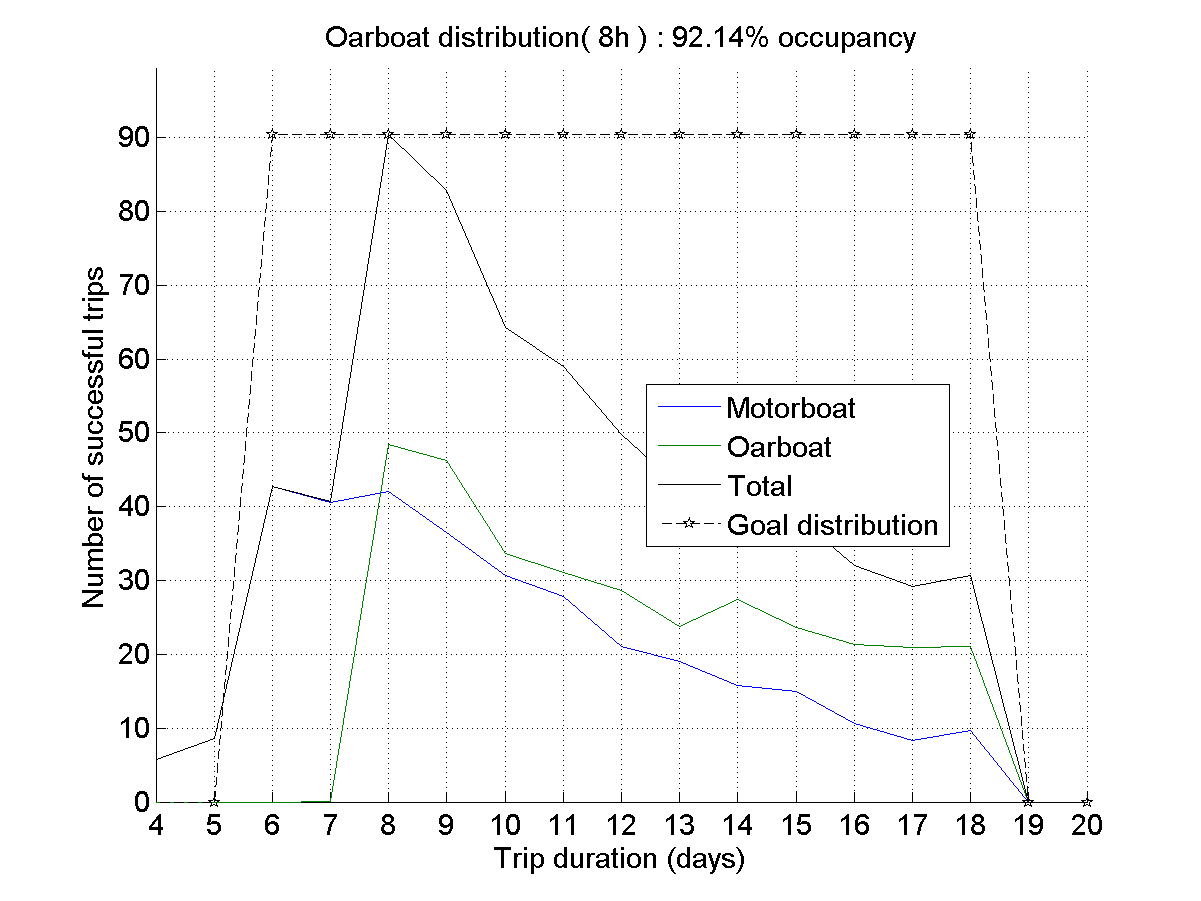 Oarboat distribution( 8h ) : 92.14% occupancy
Number of successful trips
90
80
70
60
50
40
30
20
10
0
Motorboat
Oarboat
Total
Goal distribution
4 5 6 7 8 9 10 11 12 13 14 15 16 17 18 19 20
Trip duration (days)